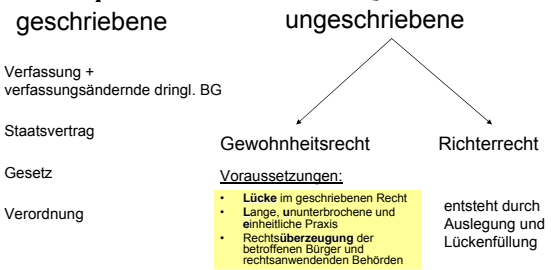 geschriebene
ungeschriebene
Verfassung +
verfassungsändernde dringl. BG
Staatsvertrag
Gesetz
Verordnung
Gewohnheitsrecht
Voraussetzungen:
• Lücke im geschriebenen Recht
• Lange, ununterbrochene und
einheitliche Praxis
• Rechtsüberzeugung der
betroffenen Bürger und
rechtsanwendenden Behörden
Richterrecht
entsteht durch
Auslegung und
Lückenfüllung